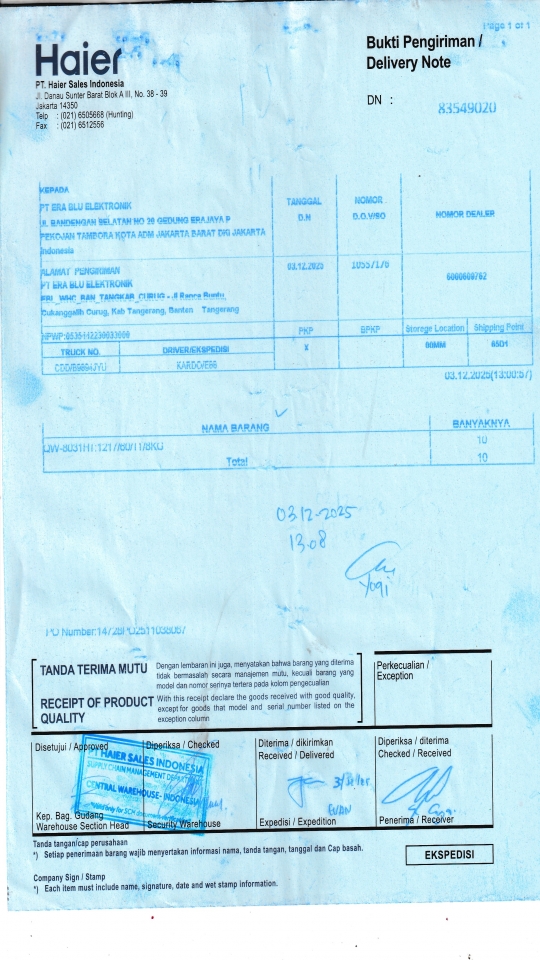 Page 1 of 1
Haier
Bukti Pengiriman /
Delivery Note
PT. Haier Sales Indonesia
Jl. Danau Sunter Barat Blok A III, No. 38 - 39
Jakarta 14350
Telp : (021) 6505668 (Hunting)
Fax : (021) 6512556
DN : 83549020
KEPADA
PT ERA BLU ELEKTRONIK
JL BANDENGAN SELATAN NO 39 GEDUNG ERAJAYA P
PEKOJAN TAMBORA KOTA ADM JAKARTA BARAT DKI JAKARTA
Indonesia
TANGGAL
D.N
NOMOR
D.O.V/SO
NOMOR DEALER
ALAMAT PENGIRIMAN
PT ERA BLU ELEKTRONIK
EBL_WHC_BAN_TANGKAB_CURUG - Jl Ranca Buntu,
Cukanggalih Curug, Kab Tangerang, Banten Tangerang
03.12.2025
10557176
PKP
BPKP
Storage Location
Shipping Point
TRUCK NO.
DRIVER/EKSPEDISI
X
03.12.2025(13:00:57)
NAMA BARANG
BANYAKNYA
10
Total
10
03-12-2025
13.08
Yogi
TANDA TERIMA MUTU
Dengan lembaran ini juga, menyatakan bahwa barang yang diterima
tidak bermasalah secara manajemen mutu, kecuali barang yang
model dan nomor serinya tertera pada kolom pengecualian
RECEIPT OF PRODUCT
QUALITY
With this receipt declare the goods received with good quality,
except for goods that model and serial number listed on the
exception column
Perkecualian /
Exception
Disetujui / Approved
Diperiksa / Checked
Diterima / dikirimkan
Received / Delivered
Diperiksa / diterima
Checked / Received
PT HAIER SALES INDONESIA
SUPPLY CHAIN MANAGEMENT DEPARTMENT
CENTRAL WAREHOUSE - INDONESIA
EVAN
Kep. Bag. Gudang
Warehouse Section Head
Security Warehouse
Expedisi / Expedition
Penerima / Receiver
Tanda tangan/cap perusahaan
*) Setiap penerimaan barang wajib menyertakan informasi nama, tanda tangan, tanggal dan Cap basah.
EKSPEDISI
Company Sign / Stamp
*) Each item must include name, signature, date and wet stamp information.